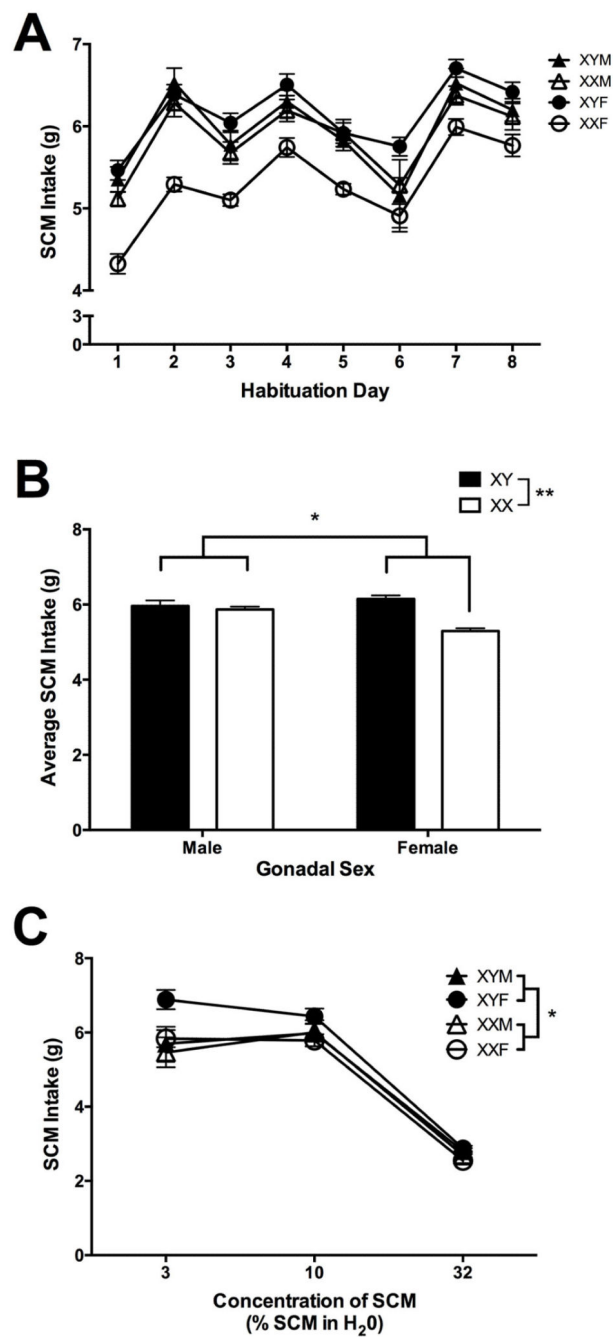 A
7
6
5
4
3
0
SCM Intake (g)
1 2 3 4 5 6 7 8
Habituation Day
XYM
XXM
XYF
XXF
B
XY
XX
**
*
8
6
4
2
0
Average SCM Intake (g)
Male Female
Gonadal Sex
C
8
6
4
2
0
SCM Intake (g)
XYM
XYF
XXM
XXF
*
3 10 32
Concentration of SCM
(% SCM in H₂0)